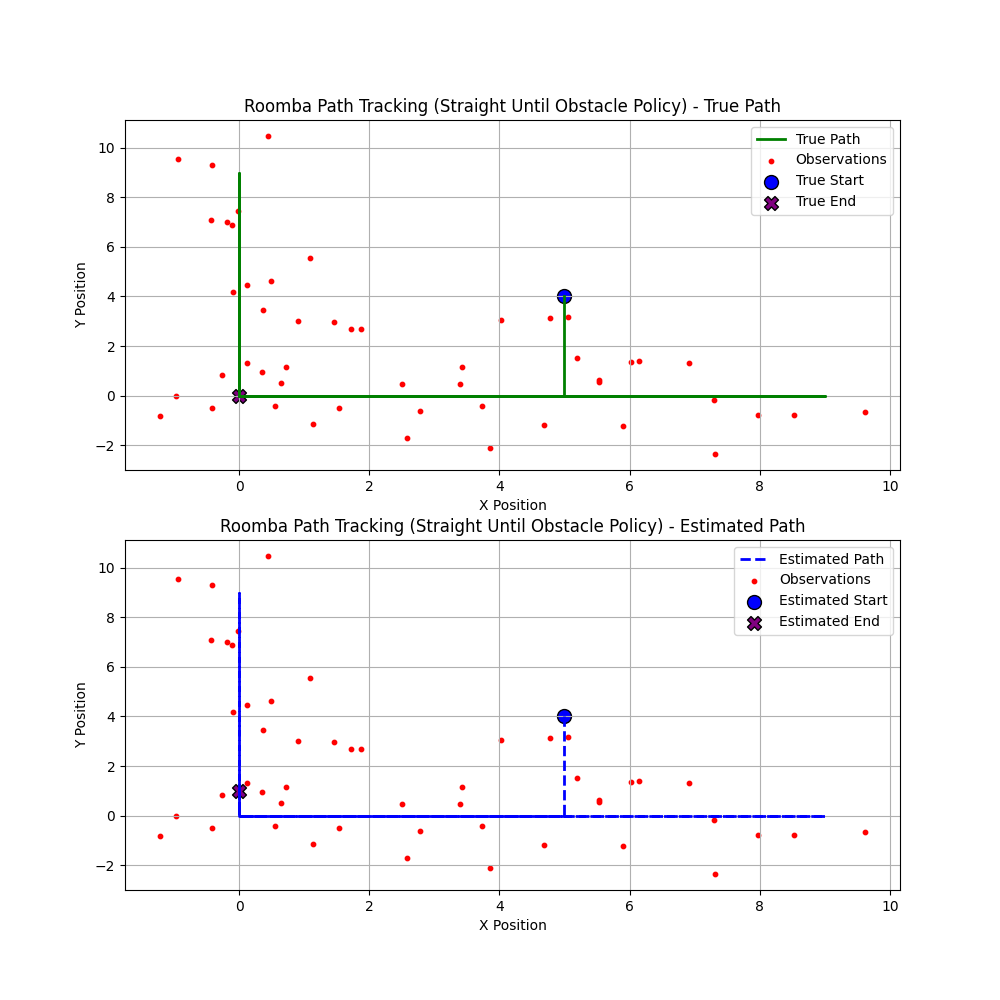 Roomba Path Tracking (Straight Until Obstacle Policy) - True Path
10
8
6
4
2
0
−2
Y Position
True Path
Observations
True Start
True End
0 2 4 6 8 10
X Position
Roomba Path Tracking (Straight Until Obstacle Policy) - Estimated Path
10
8
6
4
2
0
−2
Y Position
Estimated Path
Observations
Estimated Start
Estimated End
0 2 4 6 8 10
X Position